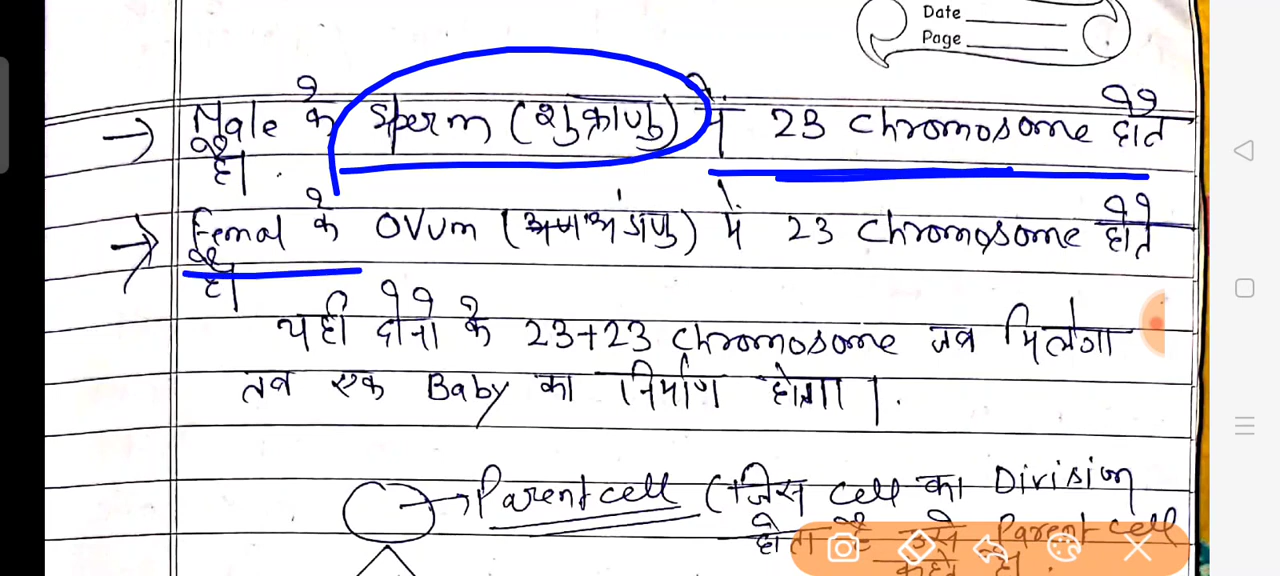 Date
Page
→ Male के Sperm (शुक्राणु) में 23 chromosome होते
है।
→ Femal के Ovum (अण्डाणु) में 23 chromosome होते
है।
यही दोनो के 23+23 chromosome जब मिलेगा
तब एक Baby का निर्माण होगा।
→ Parent cell (जिस cell का Division
होता है उसे Parent cell
कहते है।